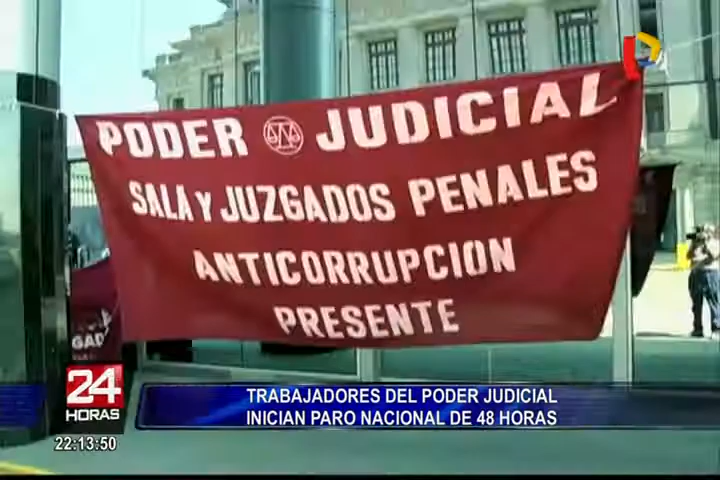 PODER JUDICIAL
SALA Y JUZGADOS PENALES
ANTICORRUPCION
PRESENTE
GAD
24
HORAS
TRABAJADORES DEL PODER JUDICIAL
INICIAN PARO NACIONAL DE 48 HORAS
22:13:50